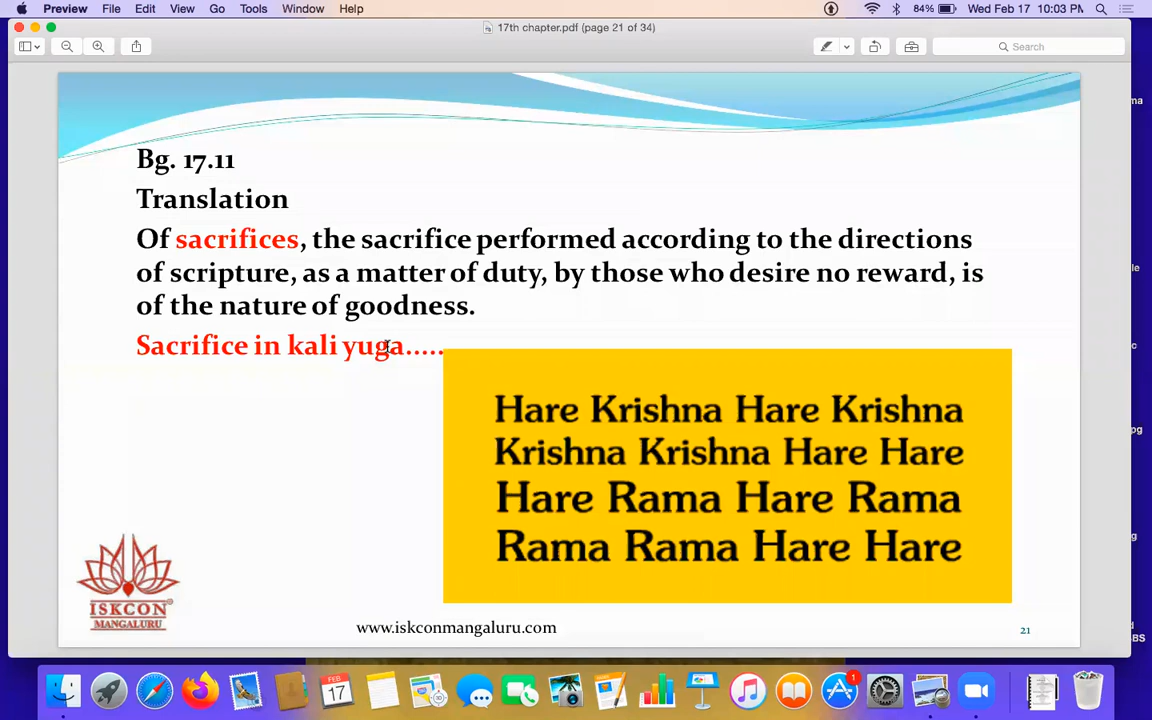 Preview File Edit View Go Tools Window Help 84% Wed Feb 17 10:03 PM
17th chapter.pdf (page 21 of 34)
Search
Bg. 17.11
Translation
Of sacrifices, the sacrifice performed according to the directions
of scripture, as a matter of duty, by those who desire no reward, is
of the nature of goodness.
Sacrifice in kali yuga.....
Hare Krishna Hare Krishna
Krishna Krishna Hare Hare
Hare Rama Hare Rama
Rama Rama Hare Hare
ISKCON
MANGALURU
www.iskconmangaluru.com
21
FEB
17
1